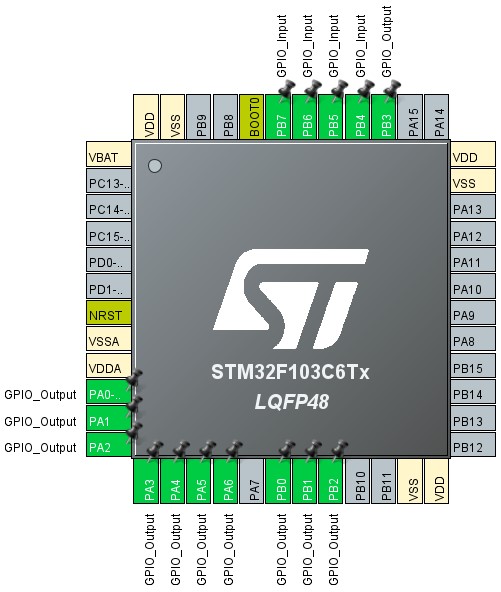 GPIO_Input
GPIO_Input
GPIO_Input
GPIO_Input
GPIO_Output
VDD
VSS
PB9
PB8
BOOT0
PB7
PB6
PB5
PB4
PB3
PA15
PA14
VBAT
PC13-..
PC14-..
PC15-..
PD0-..
PD1-..
NRST
VSSA
VDDA
GPIO_Output PA0-..
GPIO_Output PA1
GPIO_Output PA2
VDD
VSS
PA13
PA12
PA11
PA10
PA9
PA8
PB15
PB14
PB13
PB12
ST
STM32F103C6Tx
LQFP48
PA3
PA4
PA5
PA6
PA7
PB0
PB1
PB2
PB10
PB11
VSS
VDD
GPIO_Output
GPIO_Output
GPIO_Output
GPIO_Output
GPIO_Output
GPIO_Output
GPIO_Output